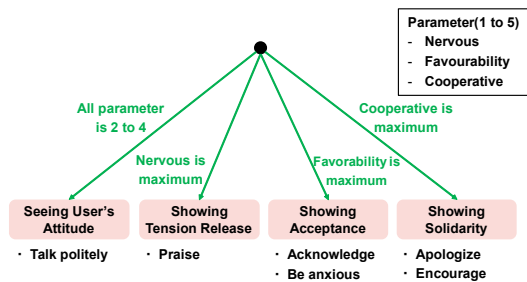 Parameter(1 to 5)
- Nervous
- Favourability
- Cooperative
All parameter
is 2 to 4
Nervous is
maximum
Favorability is
maximum
Cooperative is
maximum
Seeing User's
Attitude
· Talk politely
Showing
Tension Release
· Praise
Showing
Acceptance
· Acknowledge
· Be anxious
Showing
Solidarity
· Apologize
· Encourage